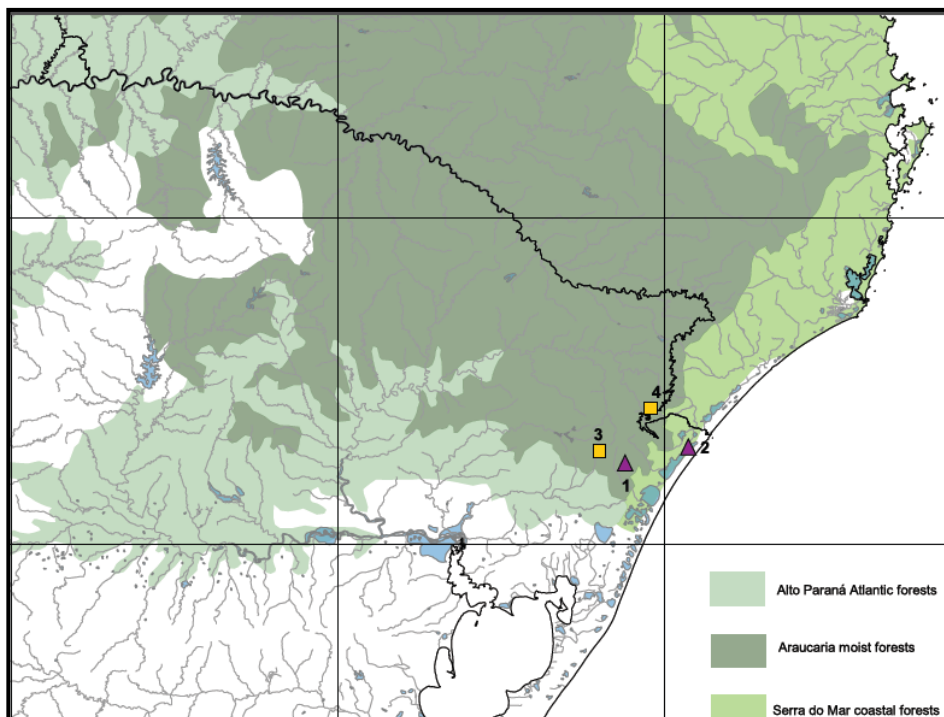 4
3
2
1
Alto Paraná Atlantic forests
Araucaria moist forests
Serra do Mar coastal forests